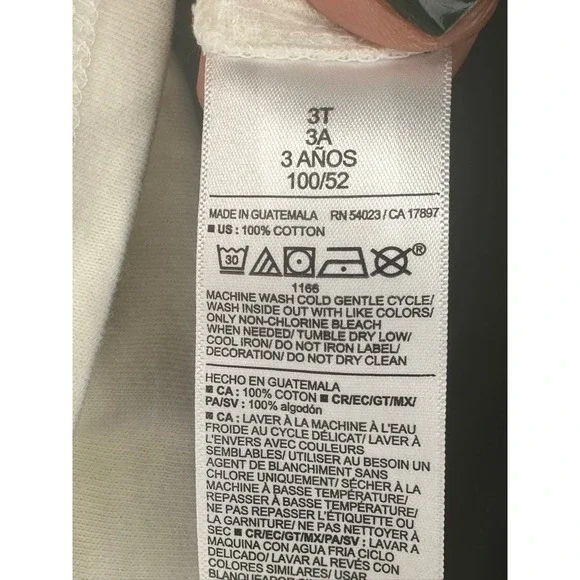 3T
3A
3 AÑOS
100/52
MADE IN GUATEMALA RN 54023 / CA 17897
■ US : 100% COTTON
30 ®
1166
MACHINE WASH COLD GENTLE CYCLE/
WASH INSIDE OUT WITH LIKE COLORS/
ONLY NON-CHLORINE BLEACH
WHEN NEEDED/ TUMBLE DRY LOW/
COOL IRON/ DO NOT IRON LABEL/
DECORATION/ DO NOT DRY CLEAN
HECHO EN GUATEMALA
■ CA : 100% COTON ■ CR/EC/GT/MX/
PA/SV : 100% algodón
■ CA : LAVER À LA MACHINE À L'EAU
FROIDE AU CYCLE DÉLICAT/ LAVER À
L'ENVERS AVEC COULEURS
SEMBLABLES/ UTILISER AU BESOIN UN
AGENT DE BLANCHIMENT SANS
CHLORE UNIQUEMENT/ SÉCHER À LA
MACHINE À BASSE TEMPÉRATURE/
REPASSER À BASSE TEMPÉRATURE/
NE PAS REPASSER L'ÉTIQUETTE OU
LA GARNITURE/ NE PAS NETTOYER À
SEC ■ CR/EC/GT/MX/PA/SV : LAVAR A
MAQUINA CON AGUA FRIA CICLO
DELICADO/ LAVAR AL REVES CON
COLORES SIMILARES/ USAR
BLANQUEADOR